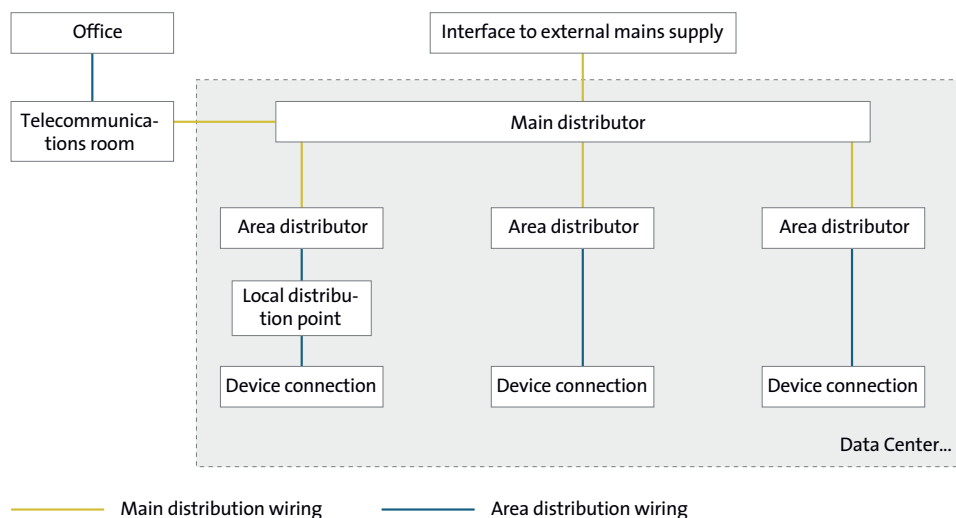 Office
Interface to external mains supply
Telecommunica-
tions room
Main distributor
Area distributor
Area distributor
Area distributor
Local distribu-
tion point
Device connection
Device connection
Device connection
Data Center...
Main distribution wiring
Area distribution wiring